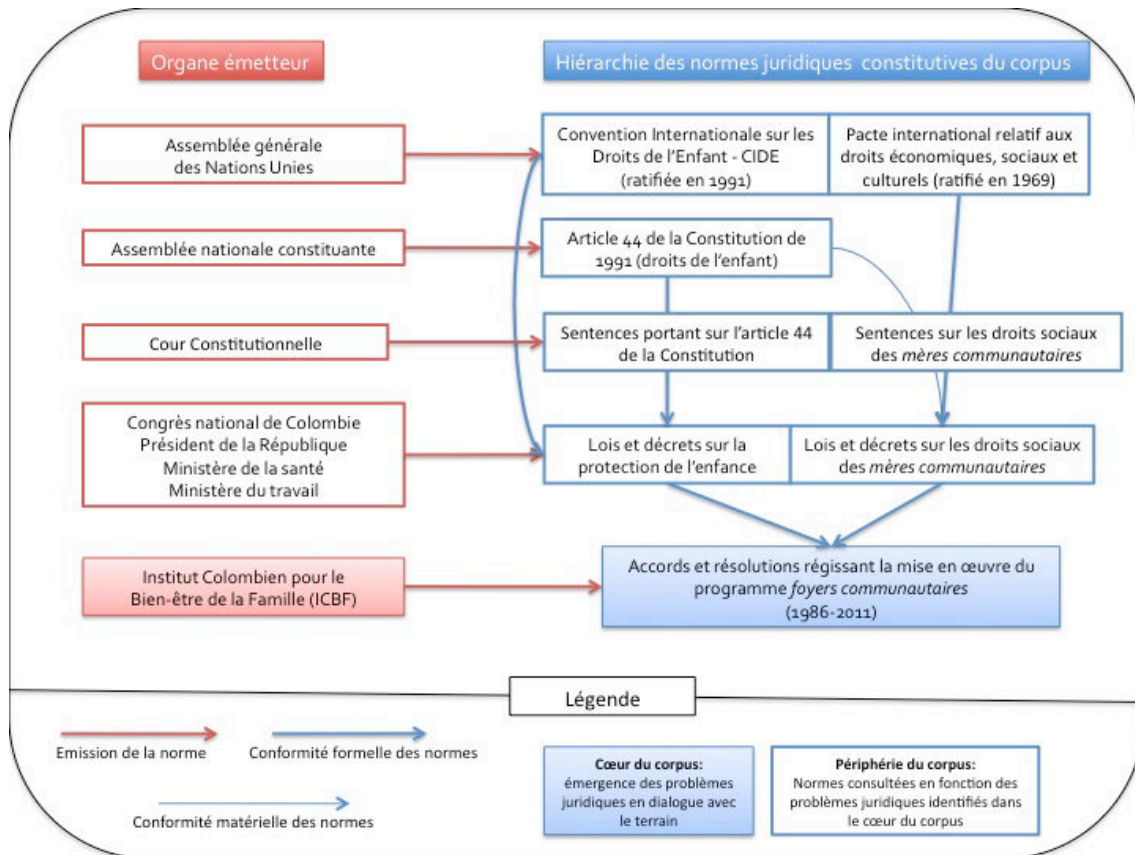 Organe émetteur
Hiérarchie des normes juridiques constitutives du corpus
Assemblée générale
des Nations Unies
Convention Internationale sur les
Droits de l'Enfant - CIDE
(ratifiée en 1991)
Pacte international relatif aux
droits économiques, sociaux et
culturels (ratifié en 1969)
Assemblée nationale constituante
Article 44 de la Constitution de
1991 (droits de l'enfant)
Cour Constitutionnelle
Sentences portant sur l'article 44
de la Constitution
Sentences sur les droits sociaux
des mères communautaires
Congrès national de Colombie
Président de la République
Ministère de la santé
Ministère du travail
Lois et décrets sur la
protection de l'enfance
Lois et décrets sur les droits sociaux
des mères communautaires
Institut Colombien pour le
Bien-être de la Famille (ICBF)
Accords et résolutions régissant la mise en œuvre du
programme foyers communautaires
(1986-2011)
Légende
Emission de la norme
Conformité formelle des normes
Conformité matérielle des normes
Cœur du corpus:
émergence des problèmes
juridiques en dialogue avec
le terrain
Périphérie du corpus:
Normes consultées en fonction des
problèmes juridiques identifiés dans
le cœur du corpus